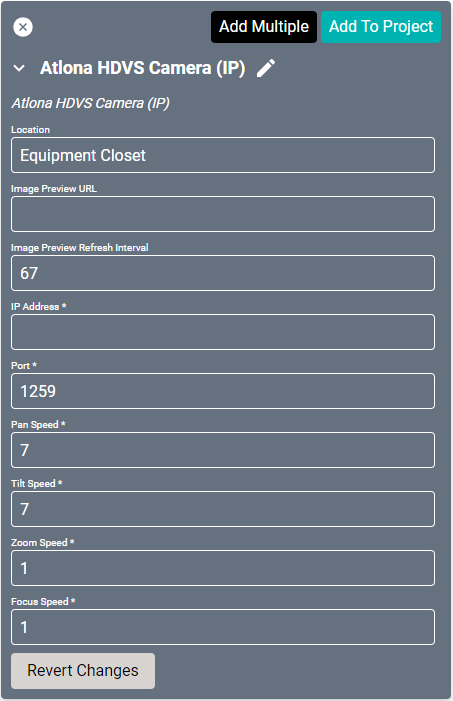 Add Multiple
Add To Project
Atlona HDVS Camera (IP)
Atlona HDVS Camera (IP)
Location
Equipment Closet
Image Preview URL
Image Preview Refresh Interval
67
IP Address *
Port *
1259
Pan Speed *
7
Tilt Speed *
7
Zoom Speed *
1
Focus Speed *
1
Revert Changes